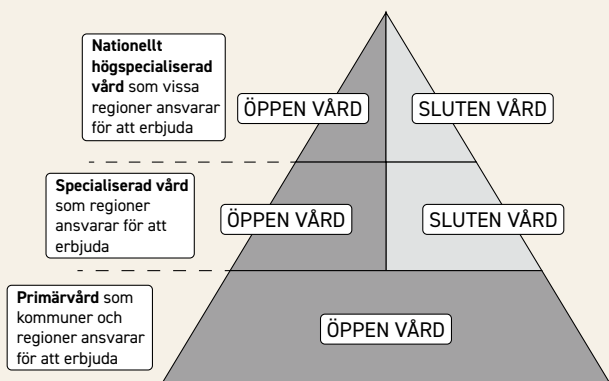 Nationellt
högspecialiserad
vård som vissa
regioner ansvarar
för att erbjuda
ÖPPEN VÅRD
SLUTEN VÅRD
Specialiserad vård
som regioner
ansvarar för att
erbjuda
ÖPPEN VÅRD
SLUTEN VÅRD
Primärvård som
kommuner och
regioner ansvarar
för att erbjuda
ÖPPEN VÅRD